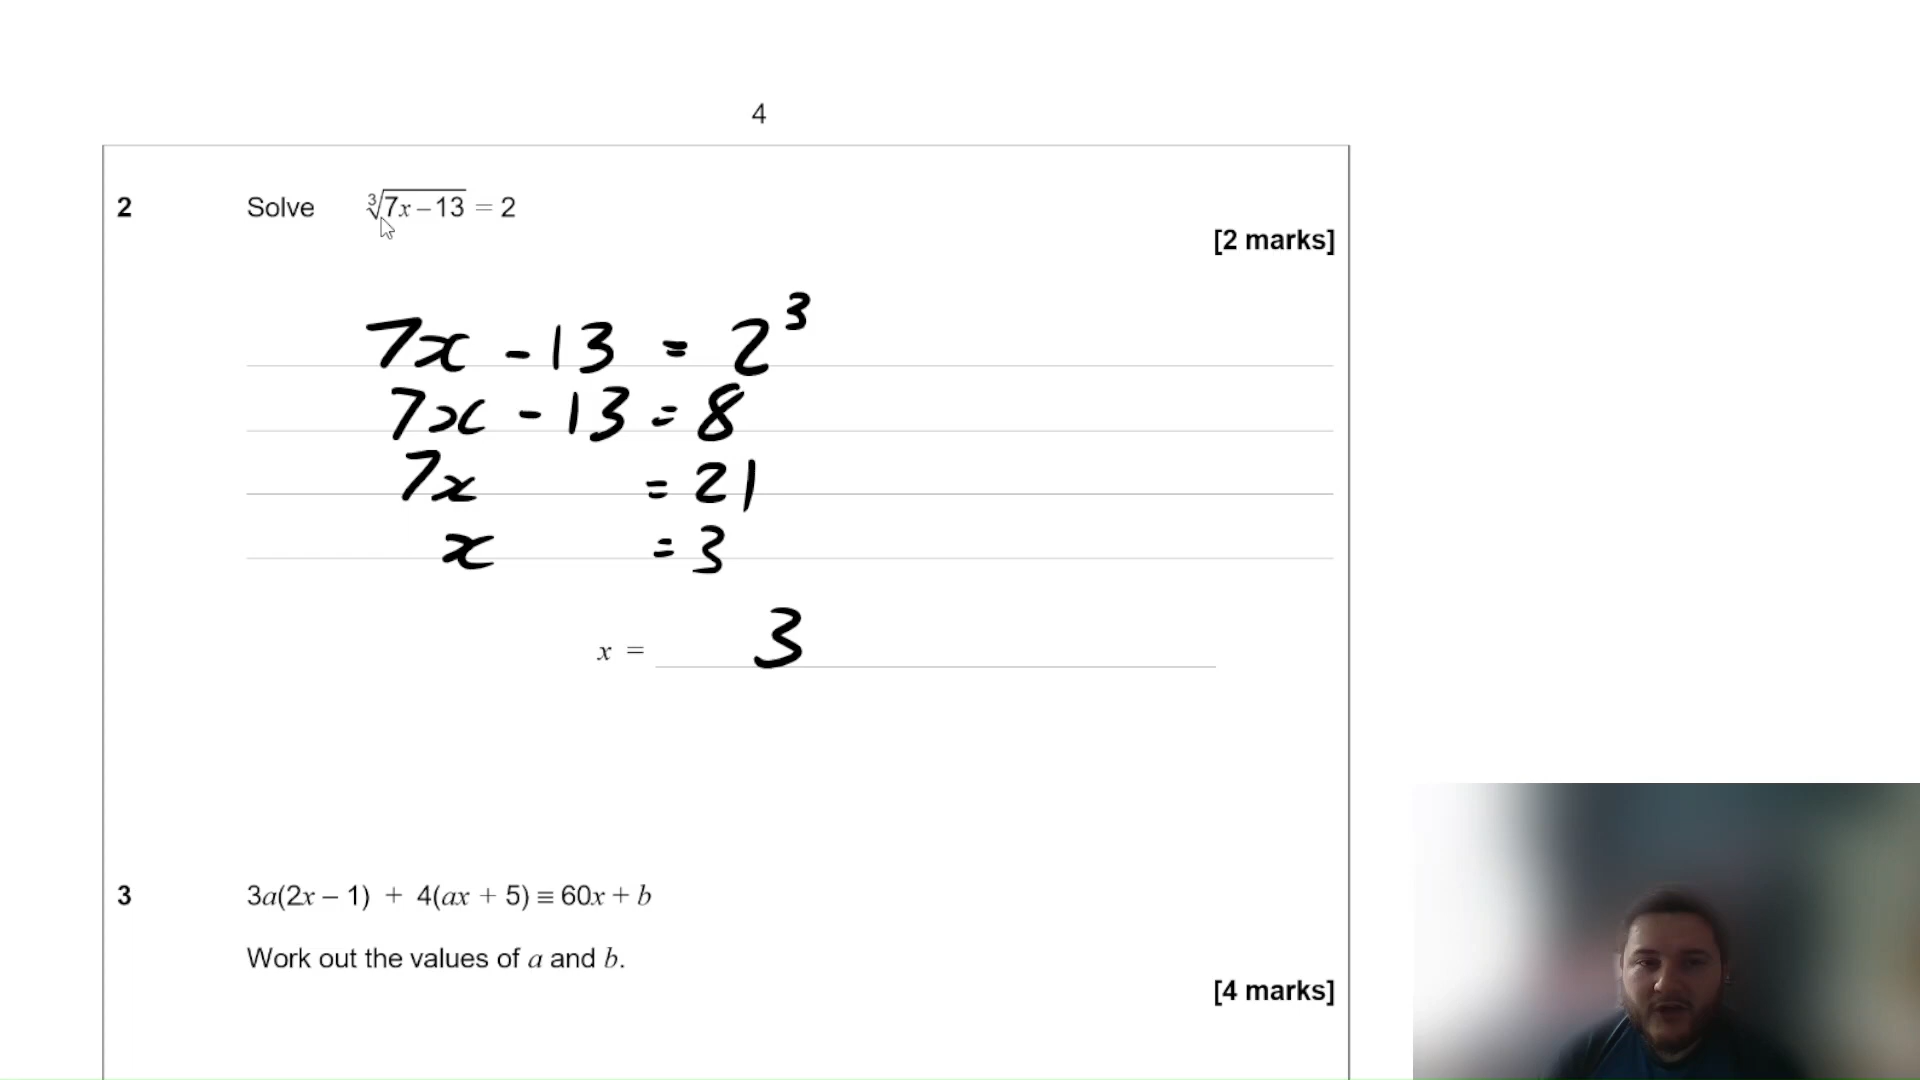 4
2 Solve ∛(7x – 13) = 2
[2 marks]
7x - 13 = 2³
7x - 13 = 8
7x = 21
x = 3
x = 3
3 3a(2x – 1) + 4(ax + 5) ≡ 60x + b
Work out the values of a and b.
[4 marks]